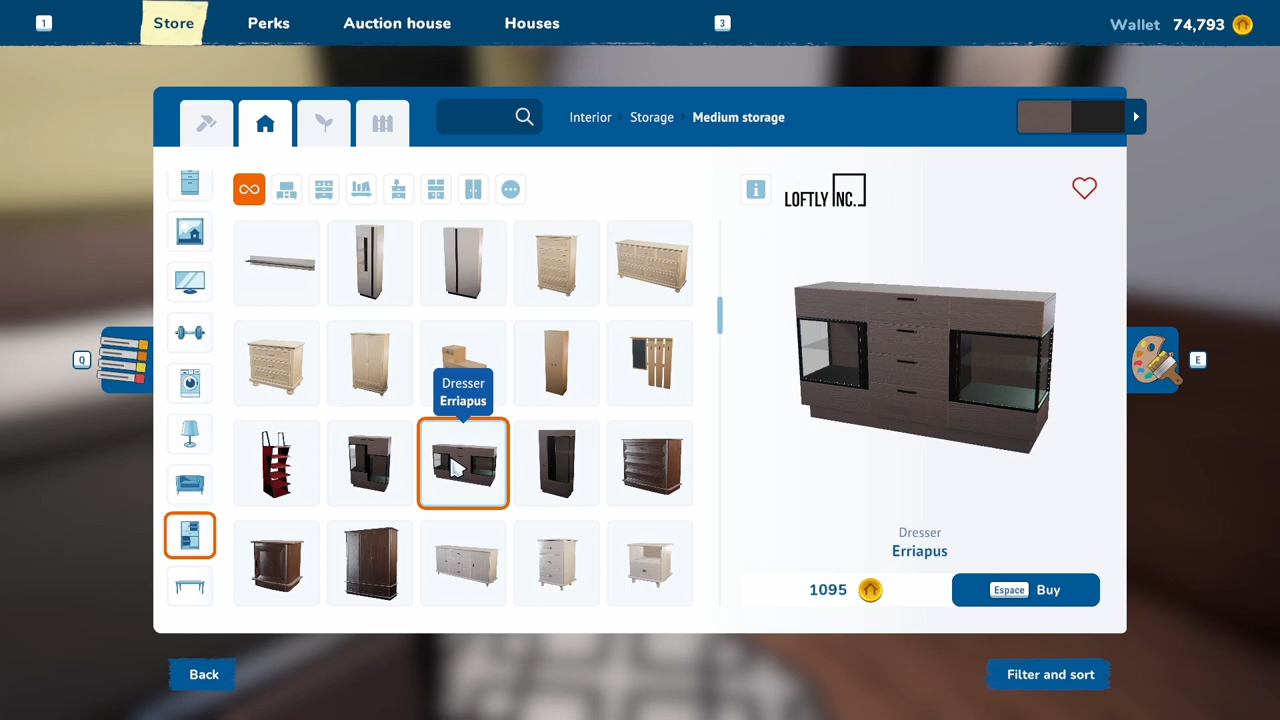 1
Store
Perks
Auction house
Houses
3
Wallet 74,793
Interior
Storage
Medium storage
LOFTLY INC.
Q
E
Dresser
Erriapus
Dresser
Erriapus
1095
Espace Buy
Back
Filter and sort